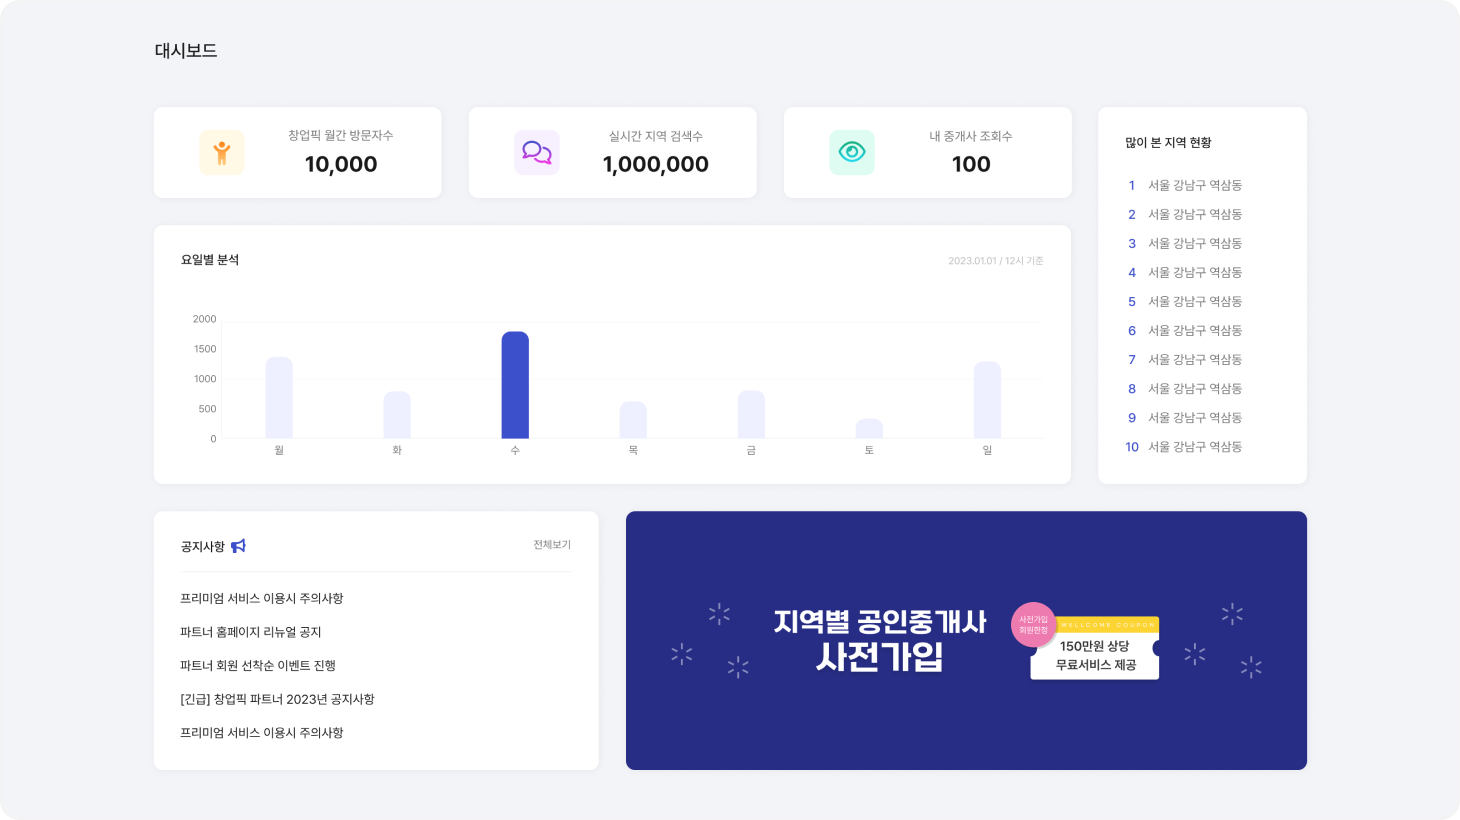 대시보드
창업픽 월간 방문자수
10,000
실시간 지역 검색수
1,000,000
내 중개사 조회수
100
많이 본 지역 현황
1 서울 강남구 역삼동
2 서울 강남구 역삼동
3 서울 강남구 역삼동
4 서울 강남구 역삼동
5 서울 강남구 역삼동
6 서울 강남구 역삼동
7 서울 강남구 역삼동
8 서울 강남구 역삼동
9 서울 강남구 역삼동
10 서울 강남구 역삼동
요일별 분석
2023.01.01 / 12시 기준
2000
1500
1000
500
0
월 화 수 목 금 토 일
공지사항
전체보기
프리미엄 서비스 이용시 주의사항
파트너 홈페이지 리뉴얼 공지
파트너 회원 선착순 이벤트 진행
[긴급] 창업픽 파트너 2023년 공지사항
프리미엄 서비스 이용시 주의사항
지역별 공인중개사
사전가입
사전가입
회원한정
WELLCOME COUPON
150만원 상당
무료서비스 제공